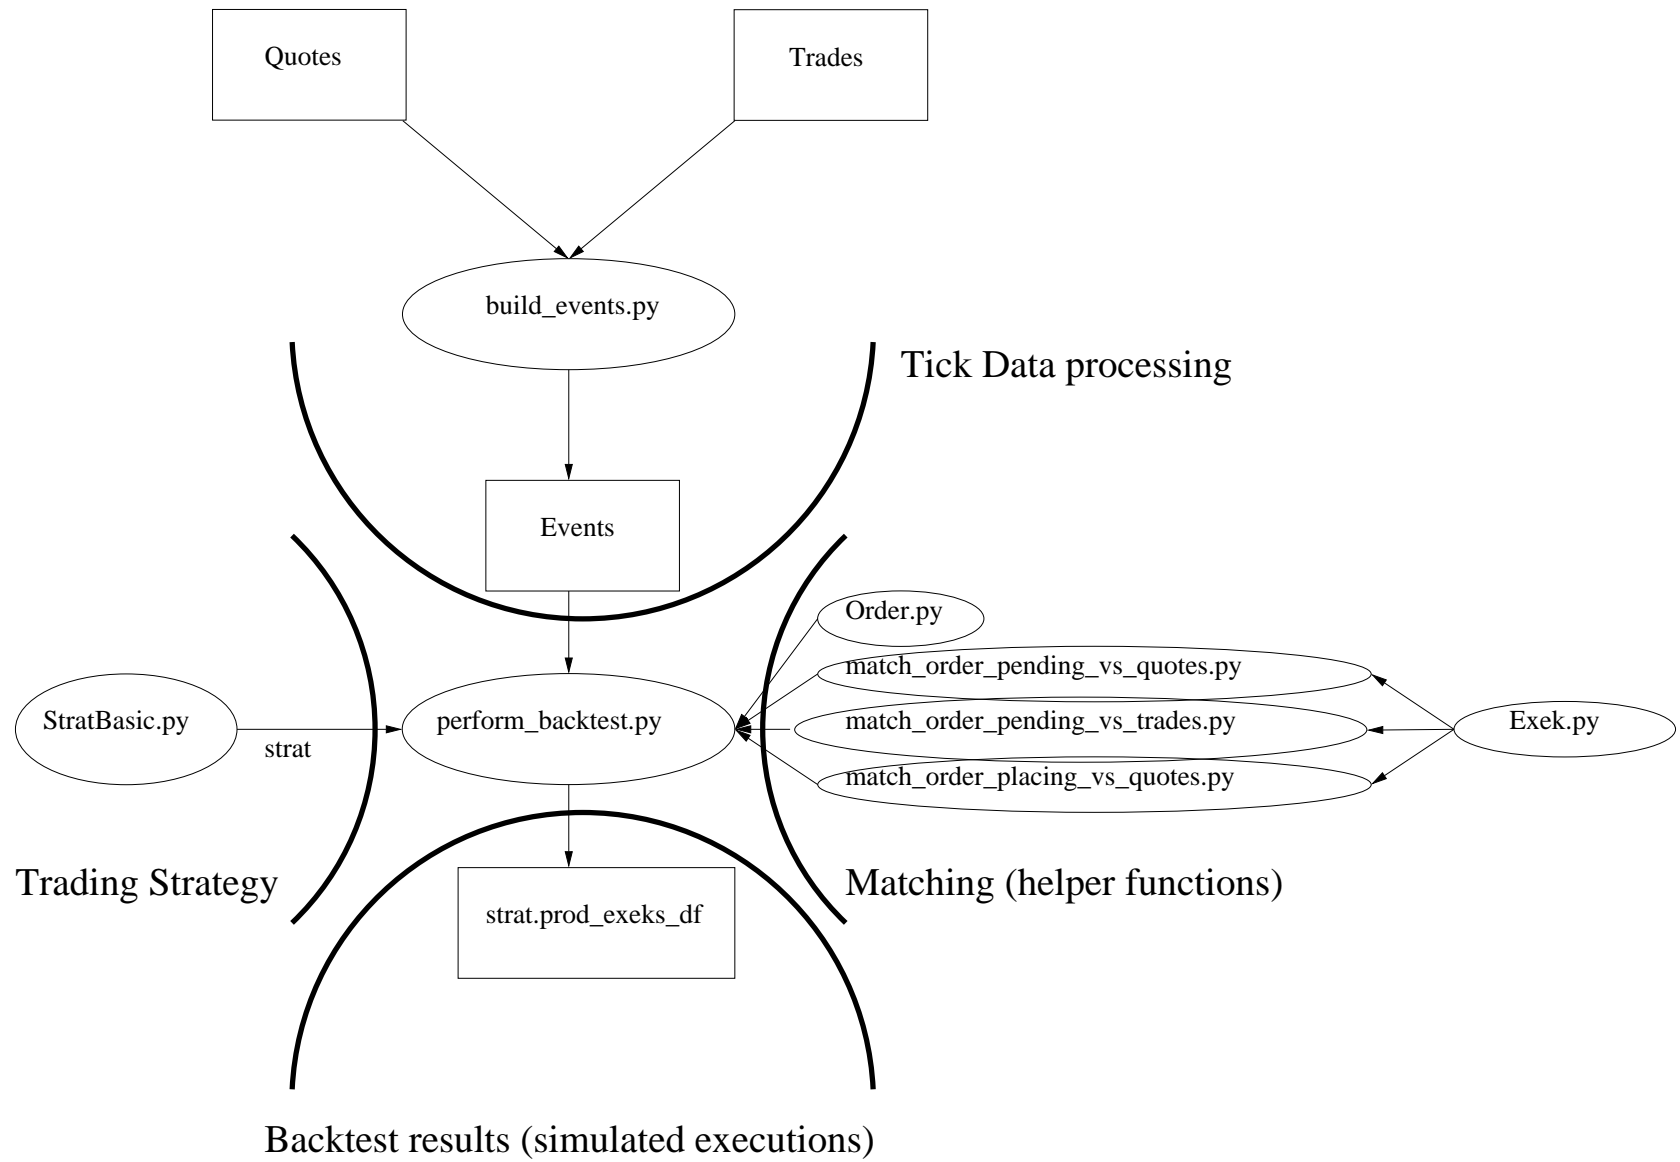 Quotes
Trades
build_events.py
Tick Data processing
Events
Order.py
match_order_pending_vs_quotes.py
StratBasic.py
strat
perform_backtest.py
match_order_pending_vs_trades.py
Exek.py
match_order_placing_vs_quotes.py
Trading Strategy
Matching (helper functions)
strat.prod_exeks_df
Backtest results (simulated executions)